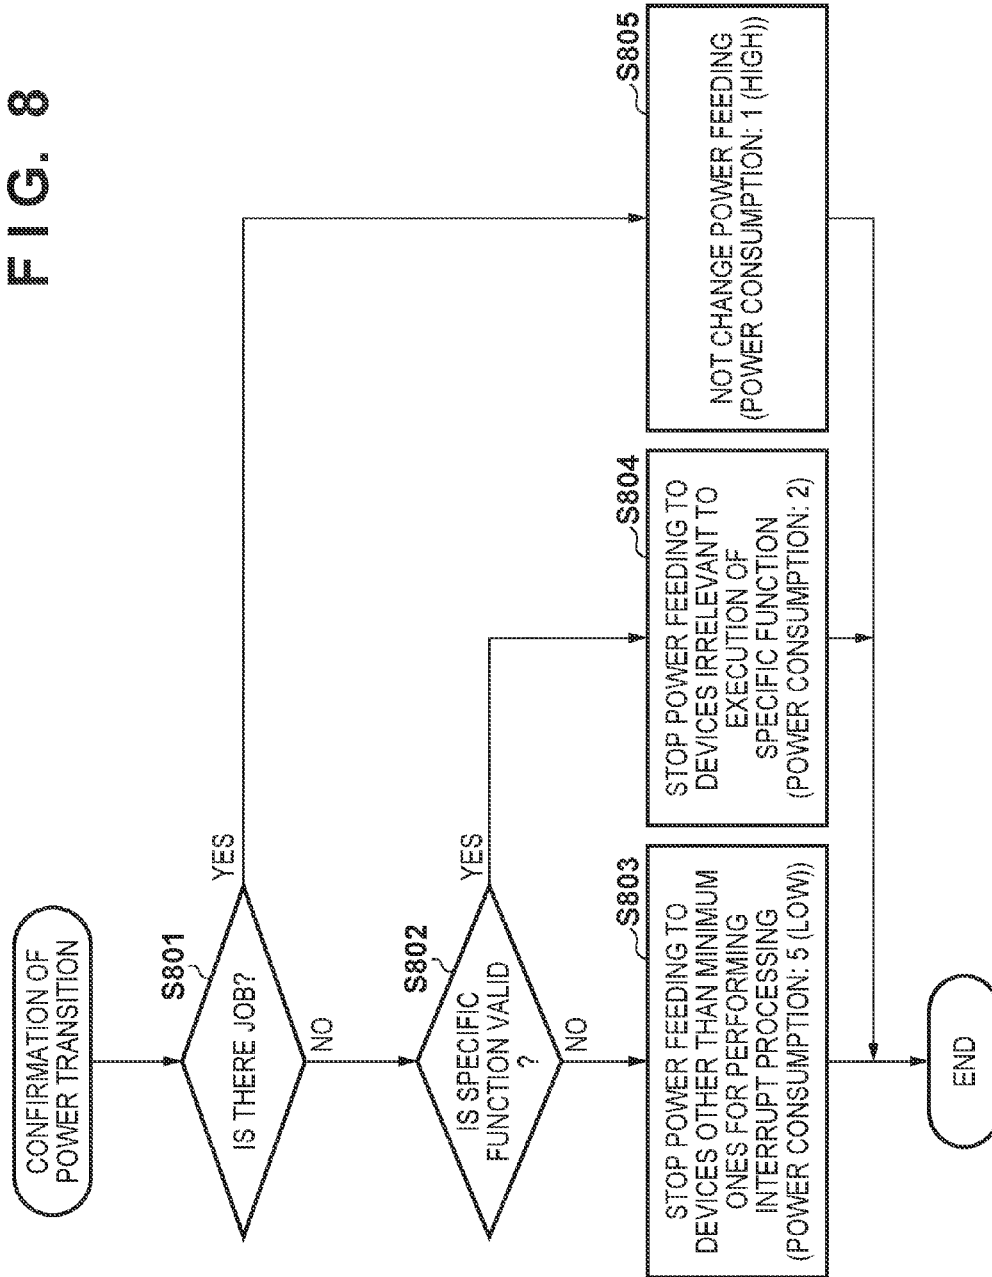 FIG. 8
CONFIRMATION OF
POWER TRANSITION
S801
IS THERE JOB?
YES
NO
S802
IS SPECIFIC
FUNCTION VALID
?
YES
NO
S803
STOP POWER FEEDING TO
DEVICES OTHER THAN MINIMUM
ONES FOR PERFORMING
INTERRUPT PROCESSING
(POWER CONSUMPTION: 5 (LOW))
S804
STOP POWER FEEDING TO
DEVICES IRRELEVANT TO
EXECUTION OF
SPECIFIC FUNCTION
(POWER CONSUMPTION: 2)
S805
NOT CHANGE POWER FEEDING
(POWER CONSUMPTION: 1 (HIGH))
END